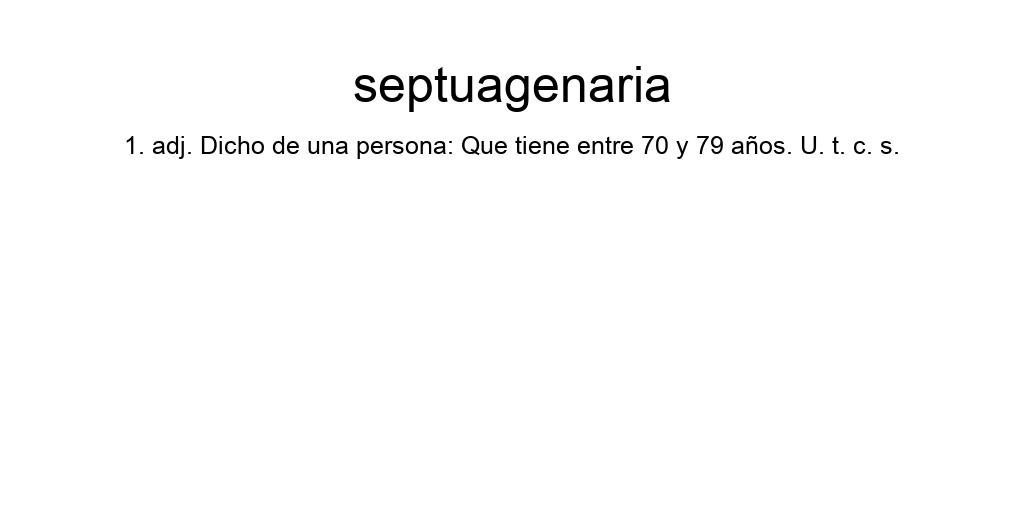 septuagenaria
1. adj. Dicho de una persona: Que tiene entre 70 y 79 años. U. t. c. s.